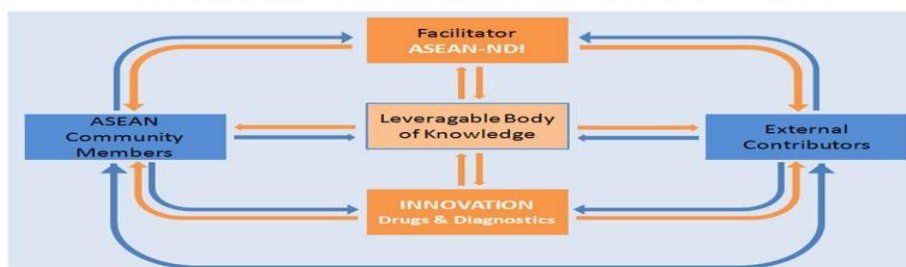 Facilitator
ASEAN-NDI
ASEAN
Community
Members
Leveragable Body
of Knowledge
External
Contributors
INNOVATION
Drugs & Diagnostics